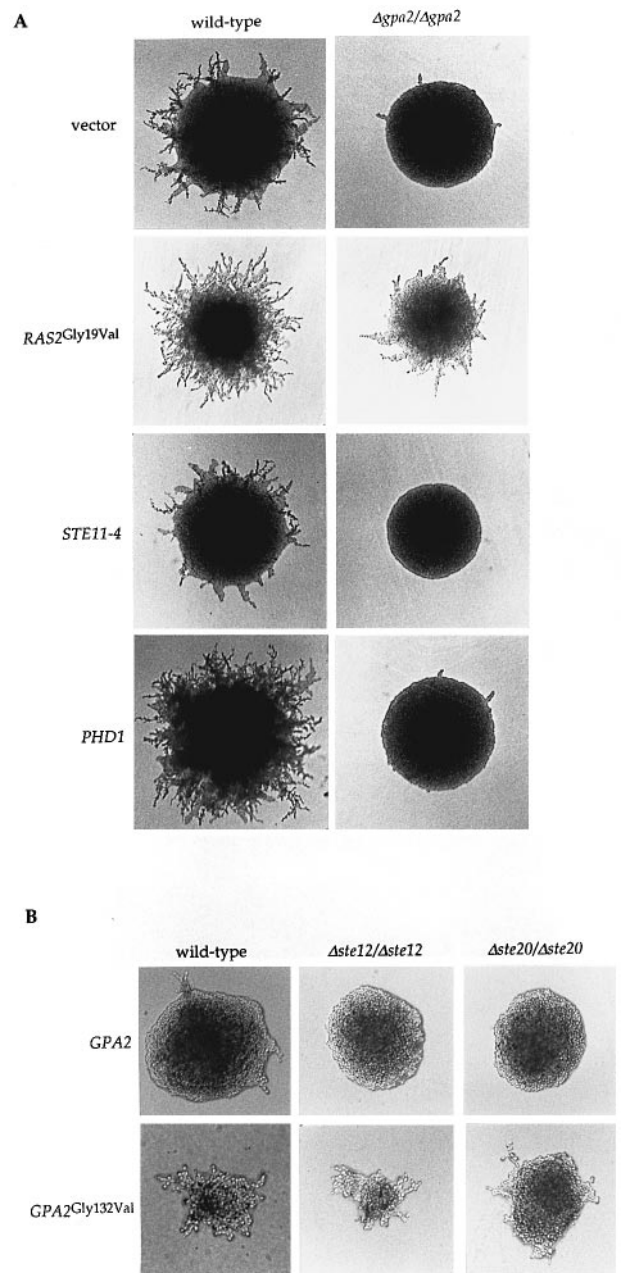 A
wild-type Δgpa2/Δgpa2
vector
RAS2Gly19Val
STE11-4
PHD1
B
wild-type Δste12/Δste12 Δste20/Δste20
GPA2
GPA2Gly132Val